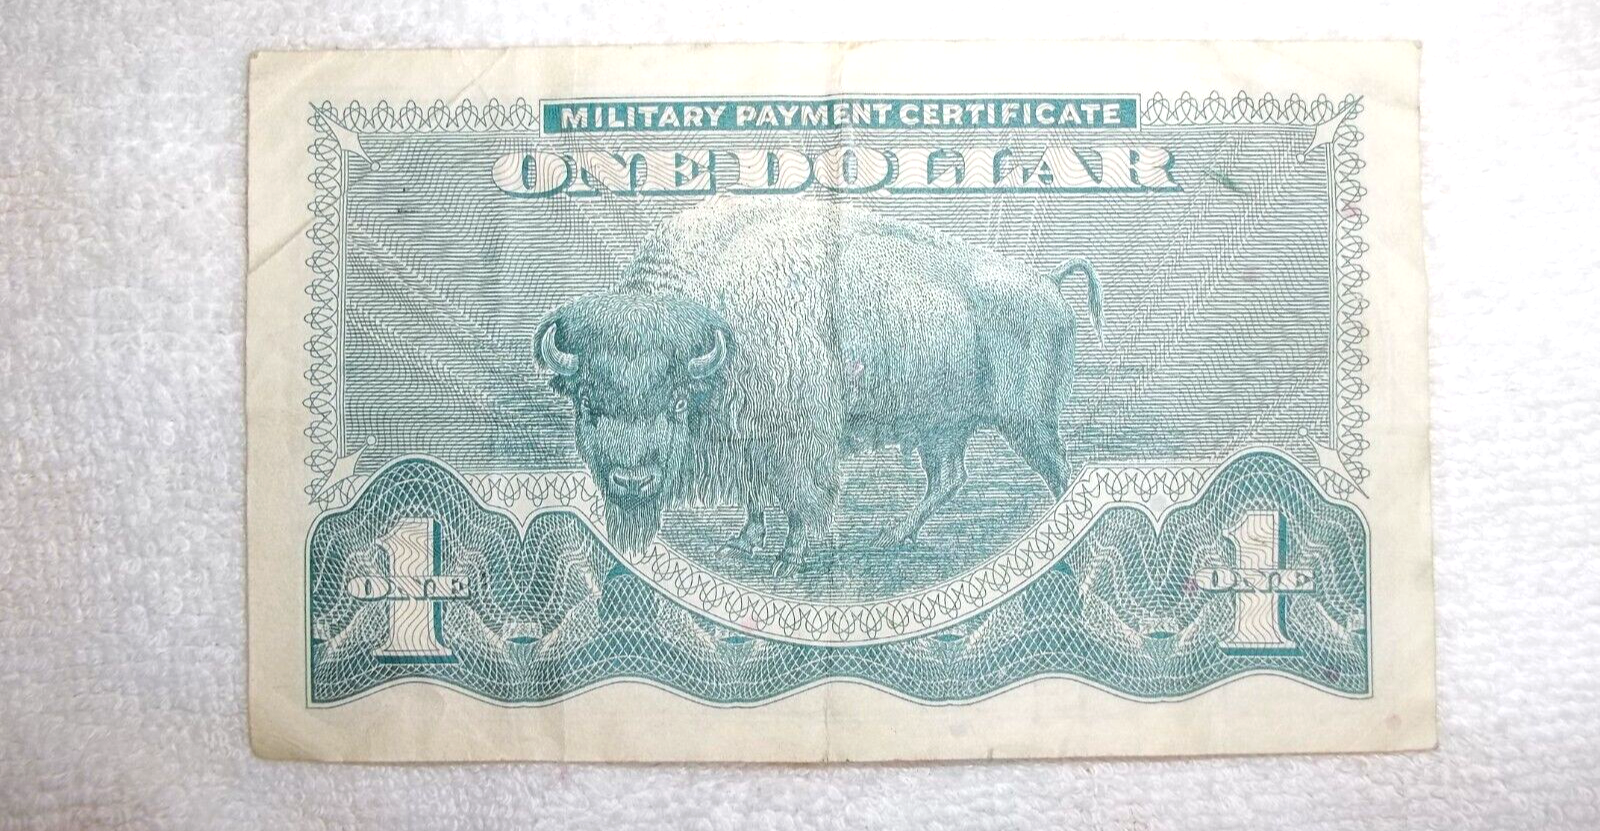 MILITARY PAYMENT CERTIFICATE
ONE DOLLAR
1 ONE
1 ONE